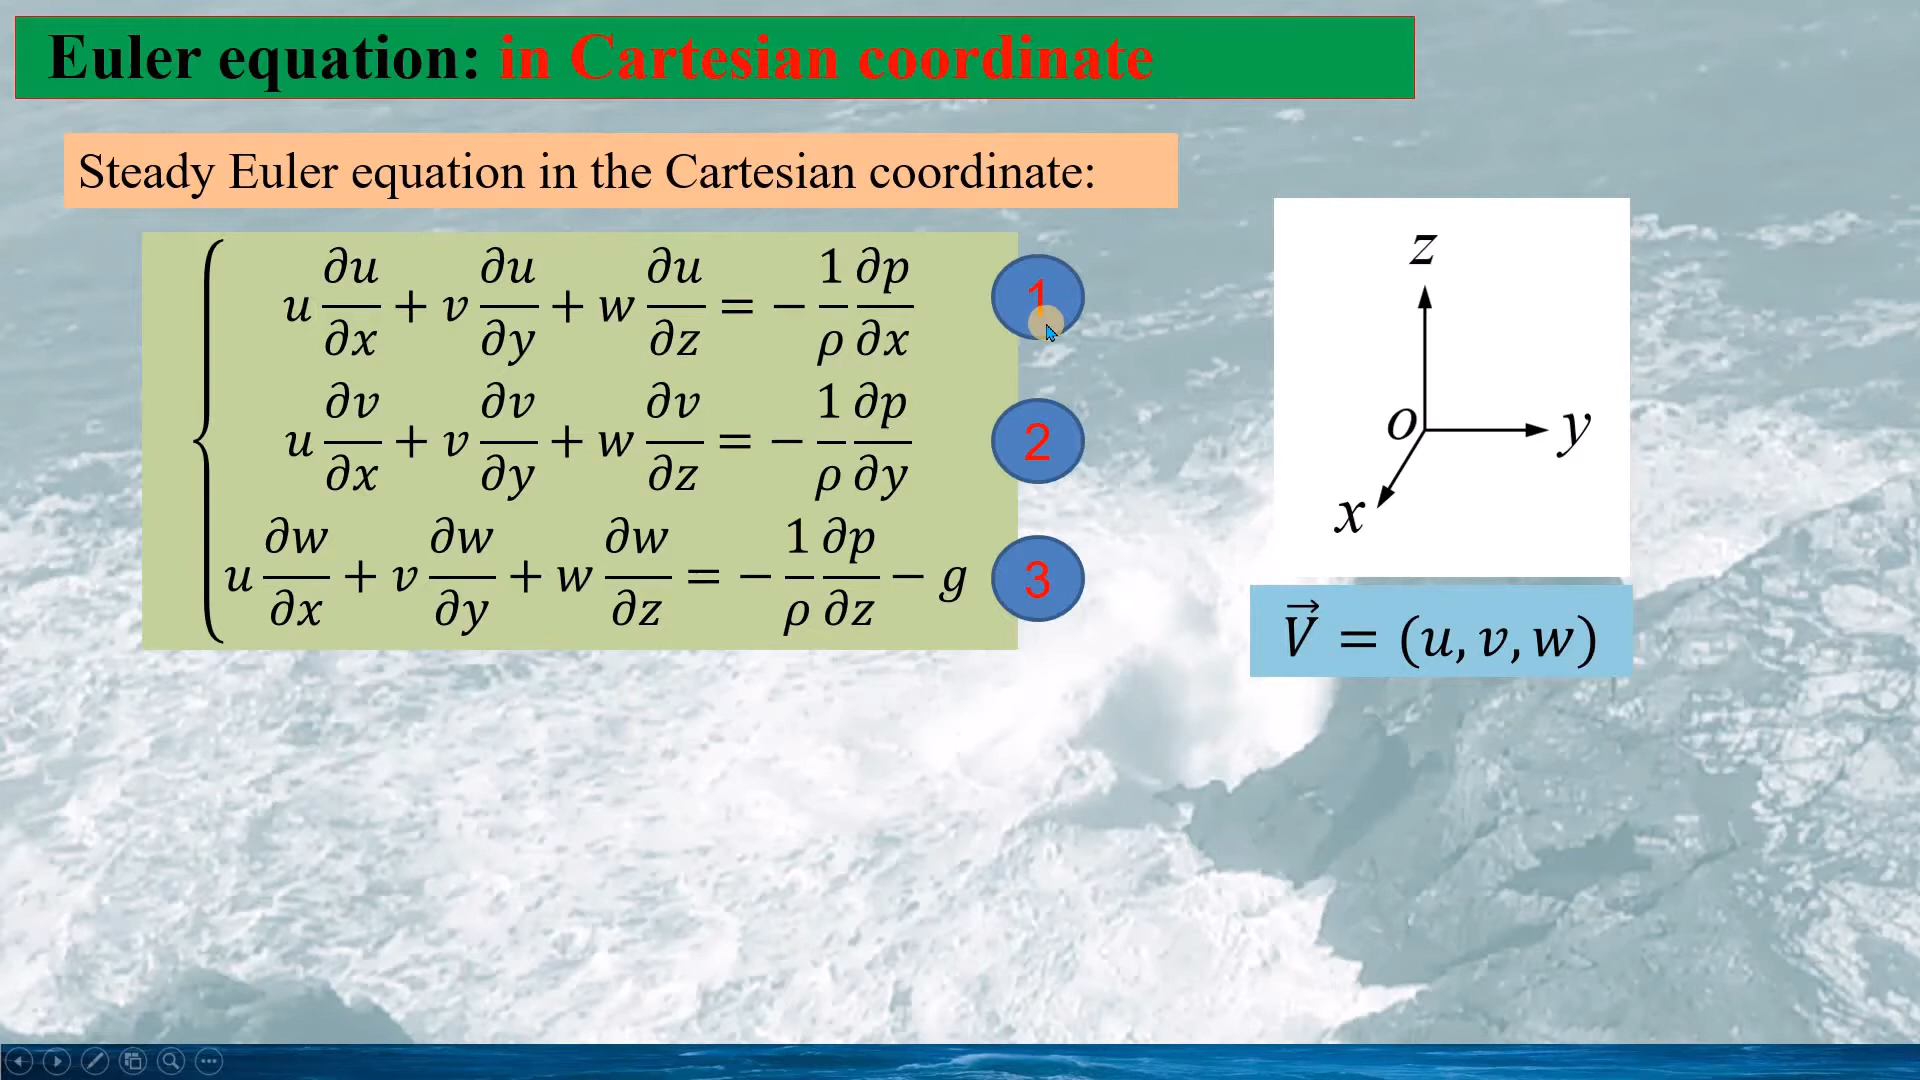 Euler equation: in Cartesian coordinate
Steady Euler equation in the Cartesian coordinate:
u ∂u/∂x + v ∂u/∂y + w ∂u/∂z = − 1/ρ ∂p/∂x
1
u ∂v/∂x + v ∂v/∂y + w ∂v/∂z = − 1/ρ ∂p/∂y
2
u ∂w/∂x + v ∂w/∂y + w ∂w/∂z = − 1/ρ ∂p/∂z − g
3
z
o
y
x
V⃗ = (u, v, w)